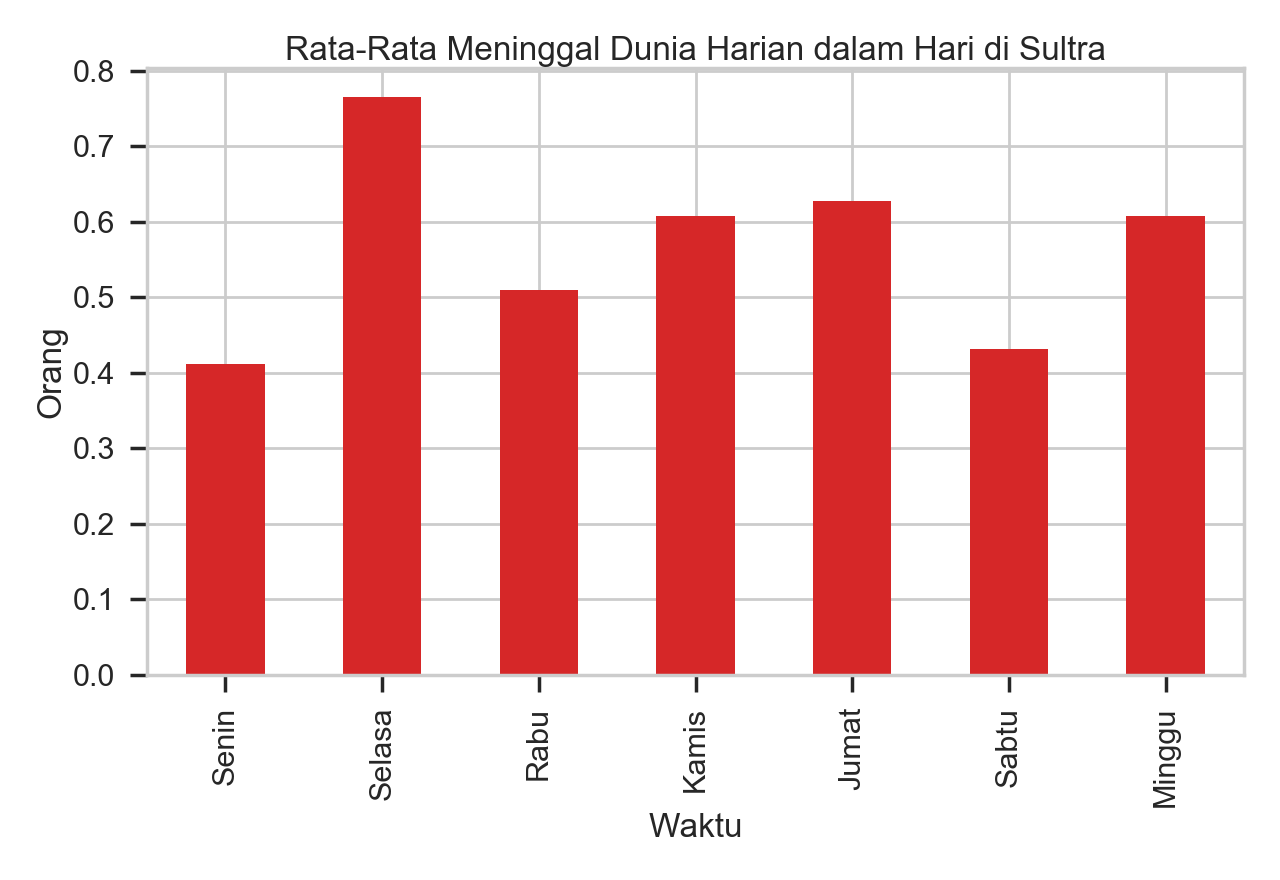 Rata-Rata Meninggal Dunia Harian dalam Hari di Sultra
0.8
0.7
0.6
0.5
0.4
0.3
0.2
0.1
0.0
Orang
Senin
Selasa
Rabu
Kamis
Jumat
Sabtu
Minggu
Waktu